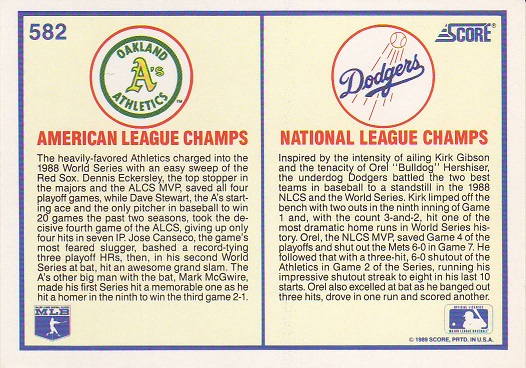 582
OAKLAND
A's
ATHLETICS
TM
AMERICAN LEAGUE CHAMPS
The heavily-favored Athletics charged into the
1988 World Series with an easy sweep of the
Red Sox. Dennis Eckersley, the top stopper in
the majors and the ALCS MVP, saved all four
playoff games, while Dave Stewart, the A's start-
ing ace and the only pitcher in baseball to win
20 games the past two seasons, took the de-
cisive fourth game of the ALCS, giving up only
four hits in seven IP. Jose Canseco, the game's
most feared slugger, bashed a record-tying
three playoff HRs, then, in his second World
Series at bat, hit an awesome grand slam. The
A's other big man with the bat, Mark McGwire,
made his first Series hit a memorable one as he
hit a homer in the ninth to win the third game 2-1.
MLB
SCORE®
Dodgers
NATIONAL LEAGUE CHAMPS
Inspired by the intensity of ailing Kirk Gibson
and the tenacity of Orel "Bulldog" Hershiser,
the underdog Dodgers battled the two best
teams in baseball to a standstill in the 1988
NLCS and the World Series. Kirk limped off the
bench with two outs in the ninth inning of Game
1 and, with the count 3-and-2, hit one of the
most dramatic home runs in World Series his-
tory. Orel, the NLCS MVP, saved Game 4 of the
playoffs and shut out the Mets 6-0 in Game 7. He
followed that with a three-hit, 6-0 shutout of the
Athletics in Game 2 of the Series, running his
impressive shutout streak to eight in his last 10
starts. Orel also excelled at bat as he banged out
three hits, drove in one run and scored another.
OFFICIAL LICENSEE
MAJOR LEAGUE BASEBALL
© 1989 SCORE, PRTD. IN U.S.A.